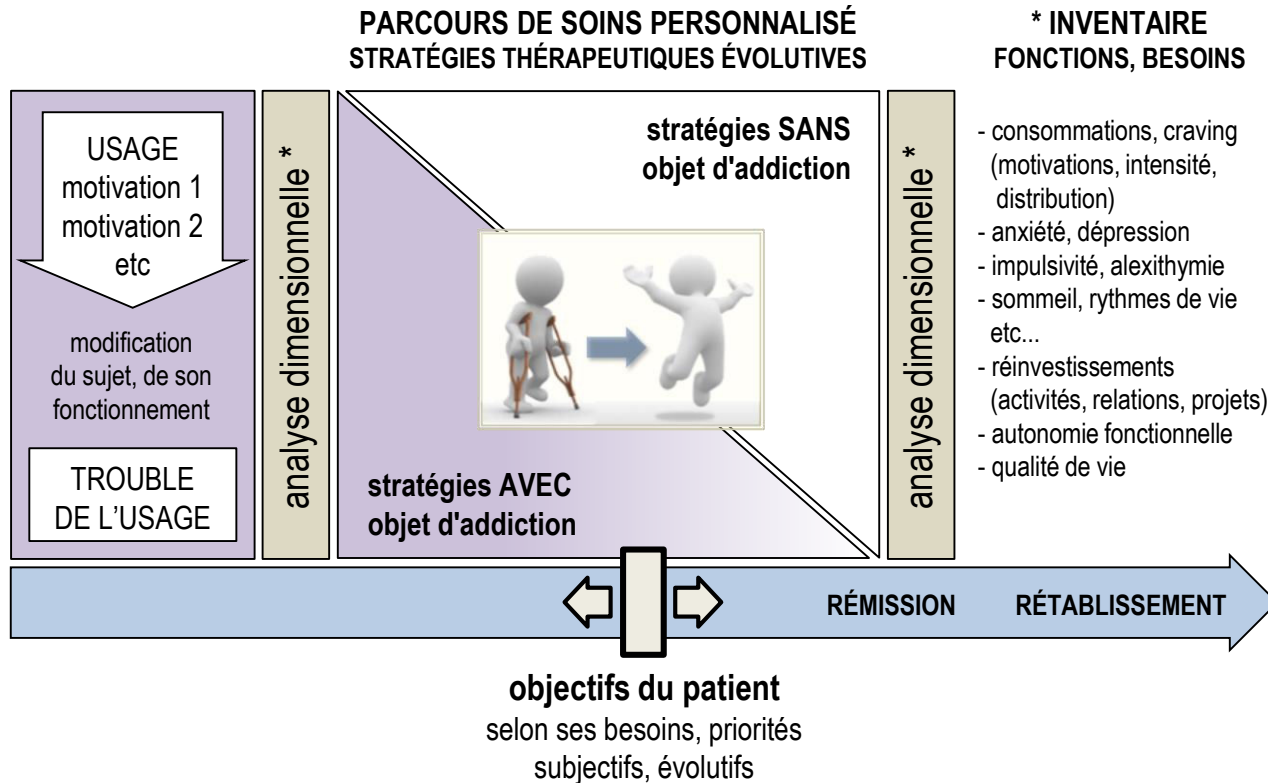 PARCOURS DE SOINS PERSONNALISÉ
STRATÉGIES THÉRAPEUTIQUES ÉVOLUTIVES
* INVENTAIRE
FONCTIONS, BESOINS
USAGE
motivation 1
motivation 2
etc
modification
du sujet, de son
fonctionnement
TROUBLE
DE L'USAGE
analyse dimensionnelle *
stratégies SANS
objet d'addiction
stratégies AVEC
objet d'addiction
analyse dimensionnelle *
- consommations, craving
(motivations, intensité,
distribution)
- anxiété, dépression
- impulsivité, alexithymie
- sommeil, rythmes de vie
etc...
- réinvestissements
(activités, relations, projets)
- autonomie fonctionnelle
- qualité de vie
RÉMISSION
RÉTABLISSEMENT
objectifs du patient
selon ses besoins, priorités
subjectifs, évolutifs